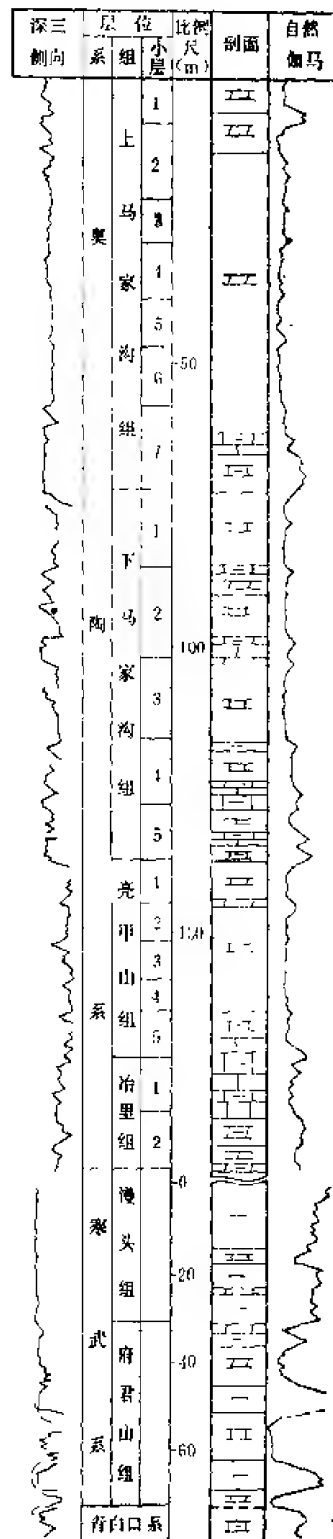 深三 层 位 比例 剖面 自然
侧向 系 组 小层 尺(m) 伽马
奥陶系
上马家沟组
1
2
3
4
5
6
7
50
下马家沟组
1
2
3
4
5
100
亮甲山组
1
2
3
4
5
冶里组
1
2
0
寒武系
馒头组
20
府君山组
40
60
青白口系